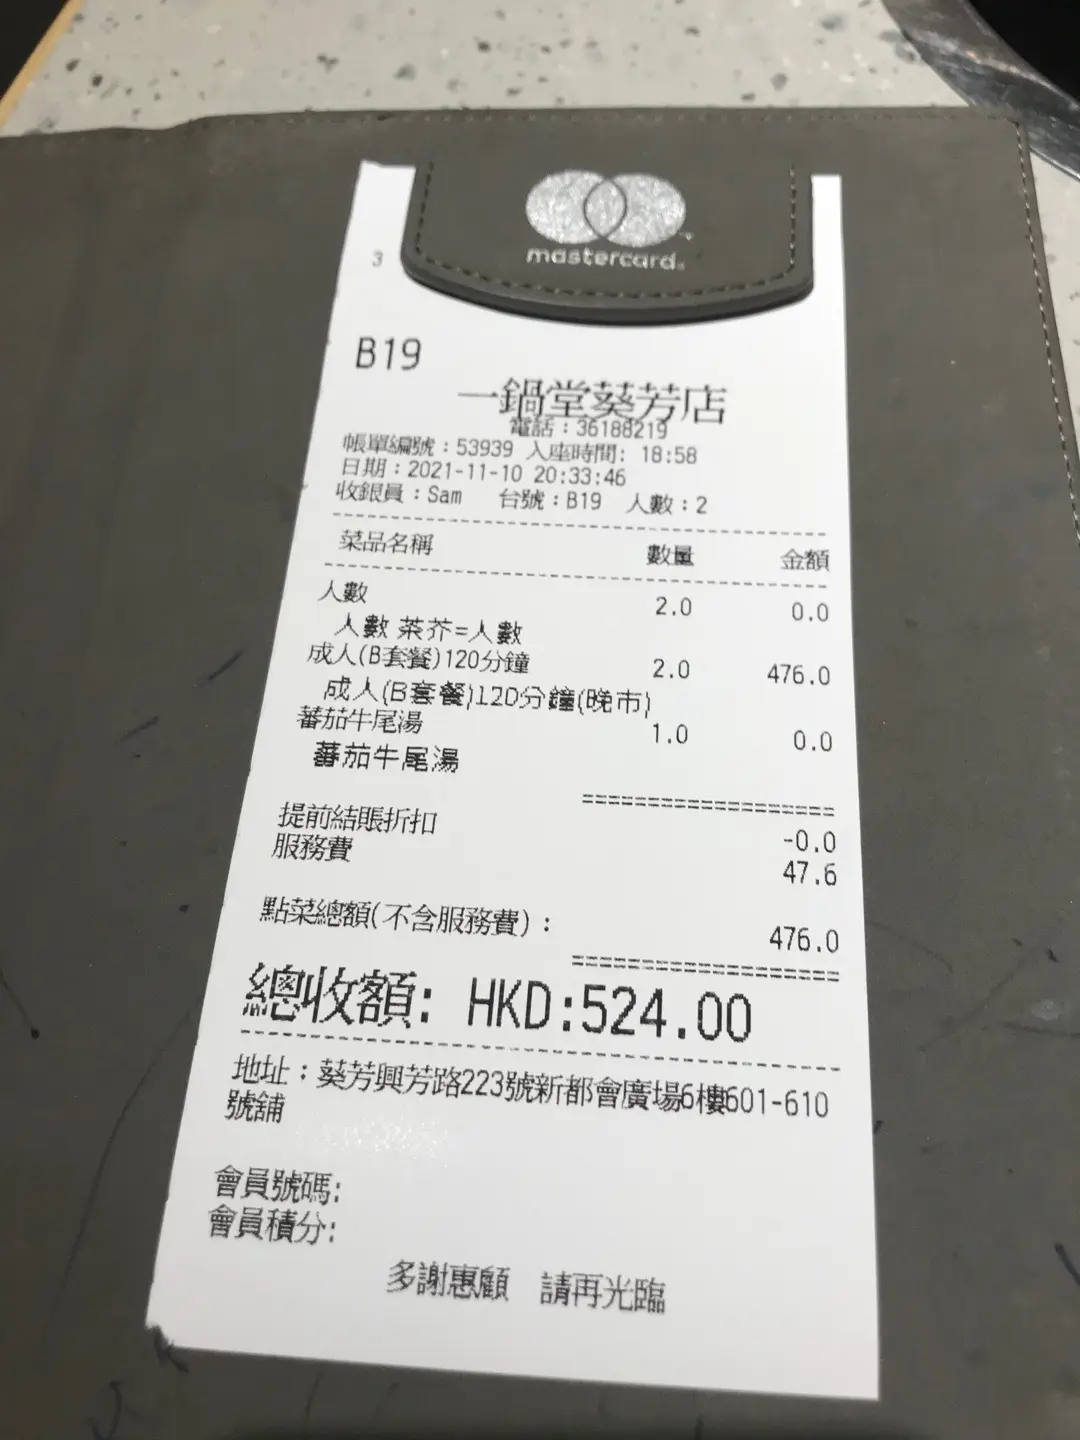 mastercard.
3
B19
一鍋堂葵芳店
電話：36188219
帳單編號：53939 入座時間: 18:58
日期：2021-11-10 20:33:46
收銀員：Sam 台號：B19 人數：2
菜品名稱 數量 金額
人數 2.0 0.0
人數 茶芥=人數
成人(B套餐)120分鐘 2.0 476.0
成人(B套餐)120分鐘(晚市)
蕃茄牛尾湯 1.0 0.0
蕃茄牛尾湯
提前結賬折扣 -0.0
服務費 47.6
點菜總額(不含服務費)： 476.0
總收額: HKD:524.00
地址：葵芳興芳路223號新都會廣場6樓601-610
號舖
會員號碼:
會員積分:
多謝惠顧 請再光臨